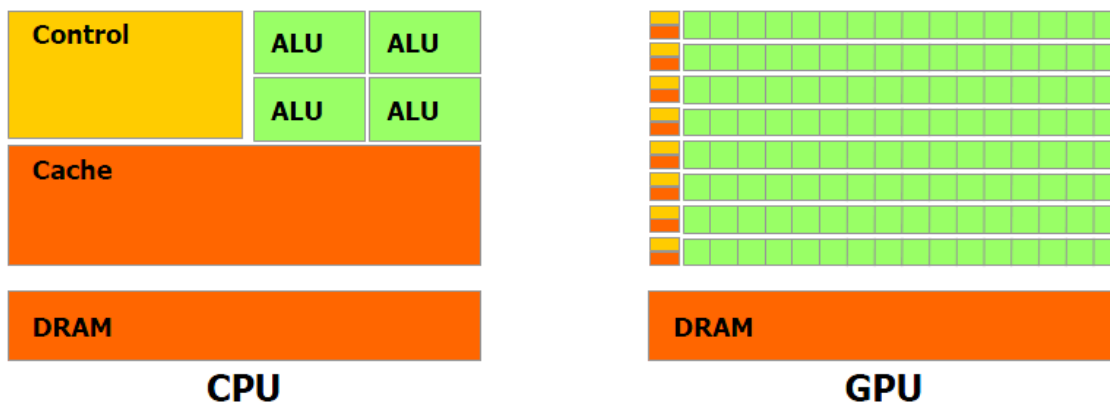 Control
ALU ALU
ALU ALU
Cache
DRAM
CPU
DRAM
GPU